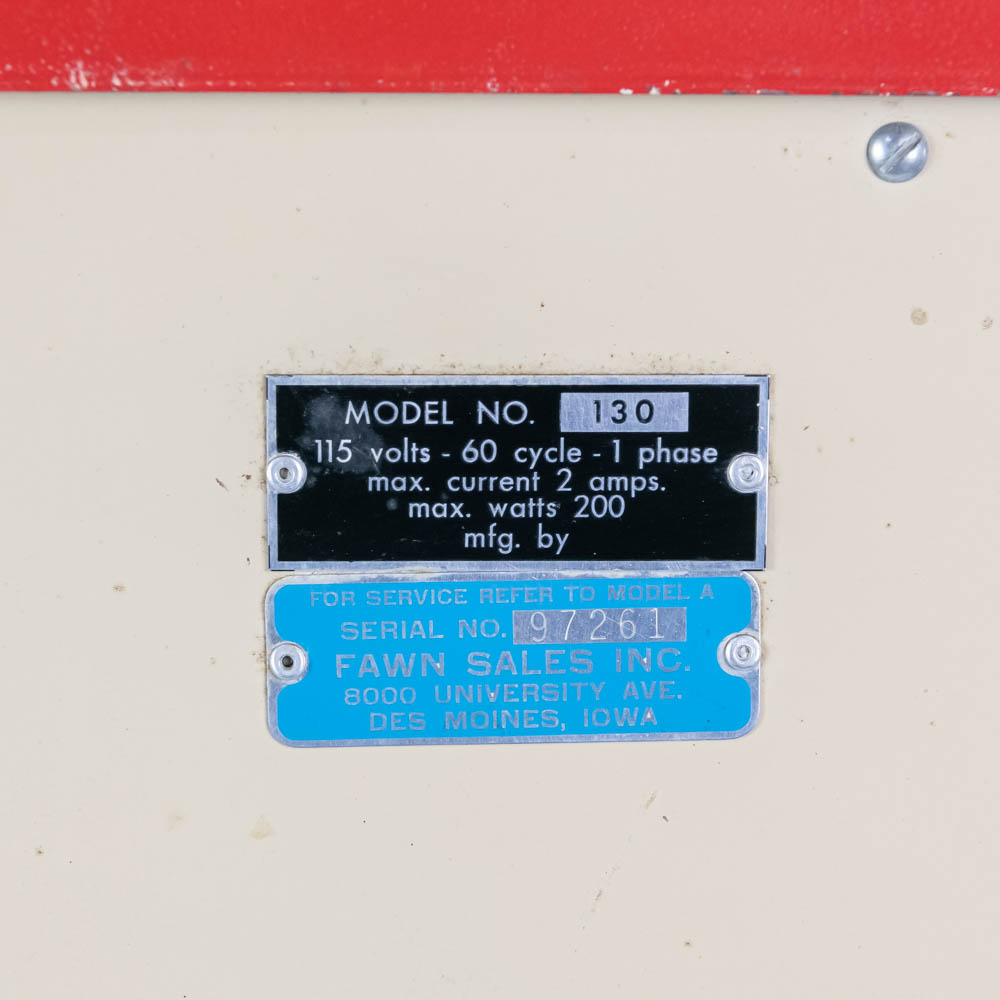 MODEL NO. 130
115 volts - 60 cycle - 1 phase
max. current 2 amps.
max. watts 200
mfg. by
FOR SERVICE REFER TO MODEL A
SERIAL NO. 97261
FAWN SALES INC.
8000 UNIVERSITY AVE.
DES MOINES, IOWA